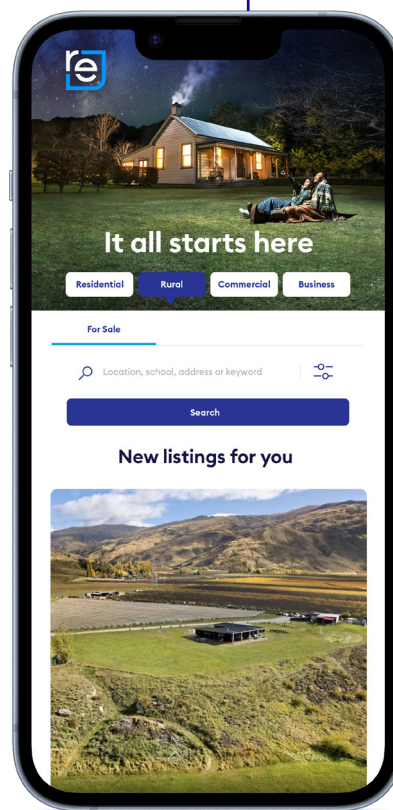 re
It all starts here
Residential Rural Commercial Business
For Sale
Location, school, address or keyword
Search
New listings for you